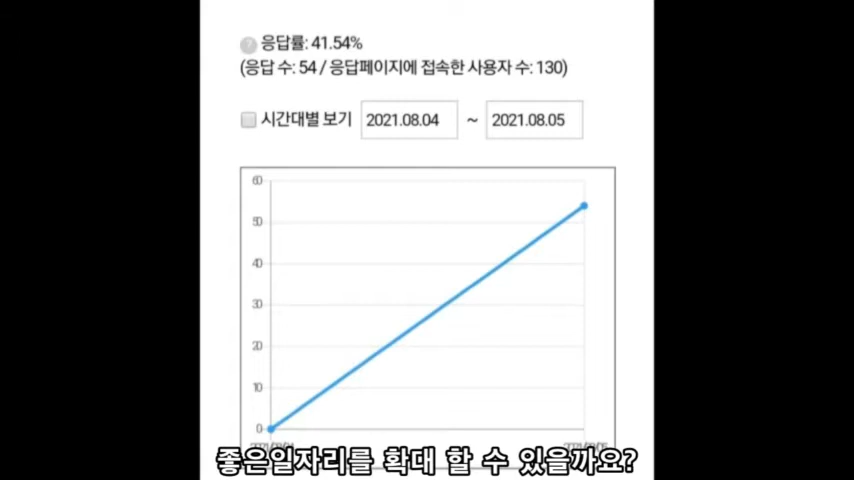 ? 응답률: 41.54%
(응답 수: 54 / 응답페이지에 접속한 사용자 수: 130)
시간대별 보기 2021.08.04 ~ 2021.08.05
60
50
40
30
20
10
0
좋은일자리를 확대 할 수 있을까요?